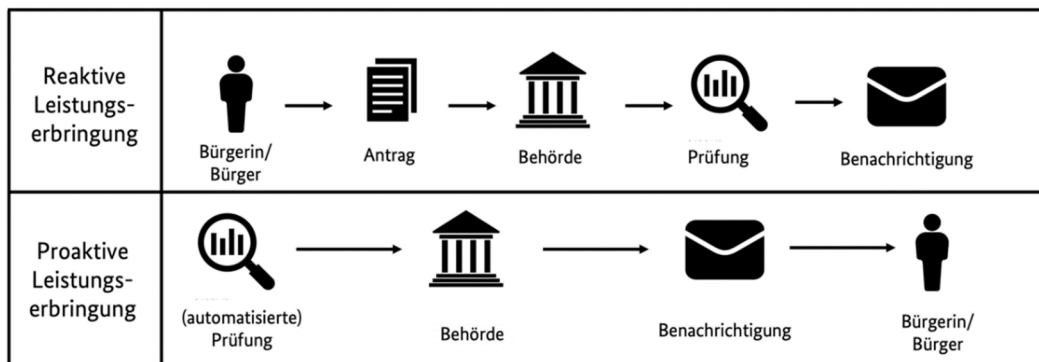 Reaktive
Leistungs-
erbringung
Bürgerin/
Bürger
Antrag
Behörde
Prüfung
Benachrichtigung
Proaktive
Leistungs-
erbringung
(automatisierte)
Prüfung
Behörde
Benachrichtigung
Bürgerin/
Bürger